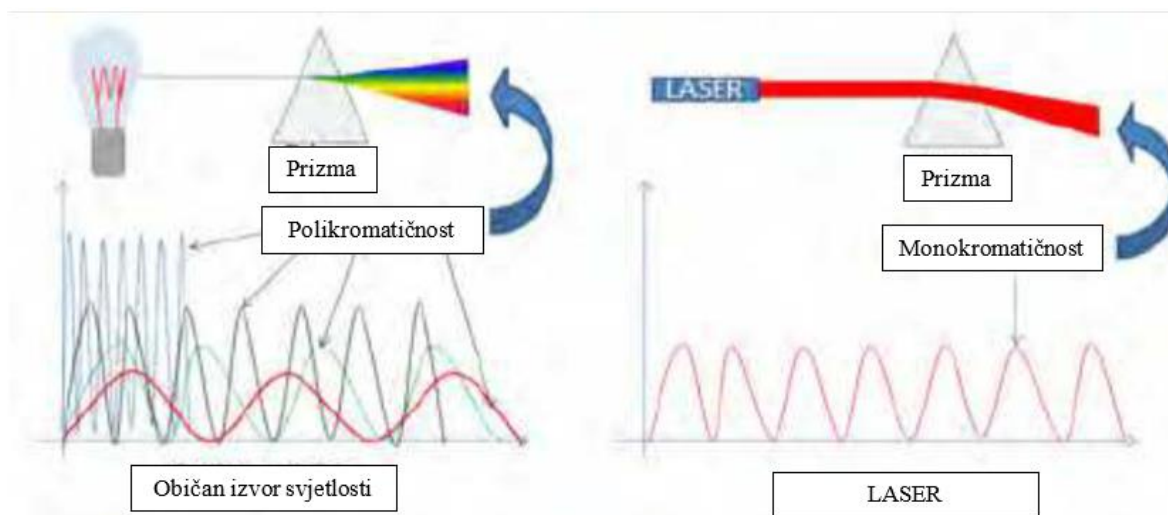 LASER
Prizma
Prizma
Polikromatičnost
Monokromatičnost
Običan izvor svjetlosti
LASER